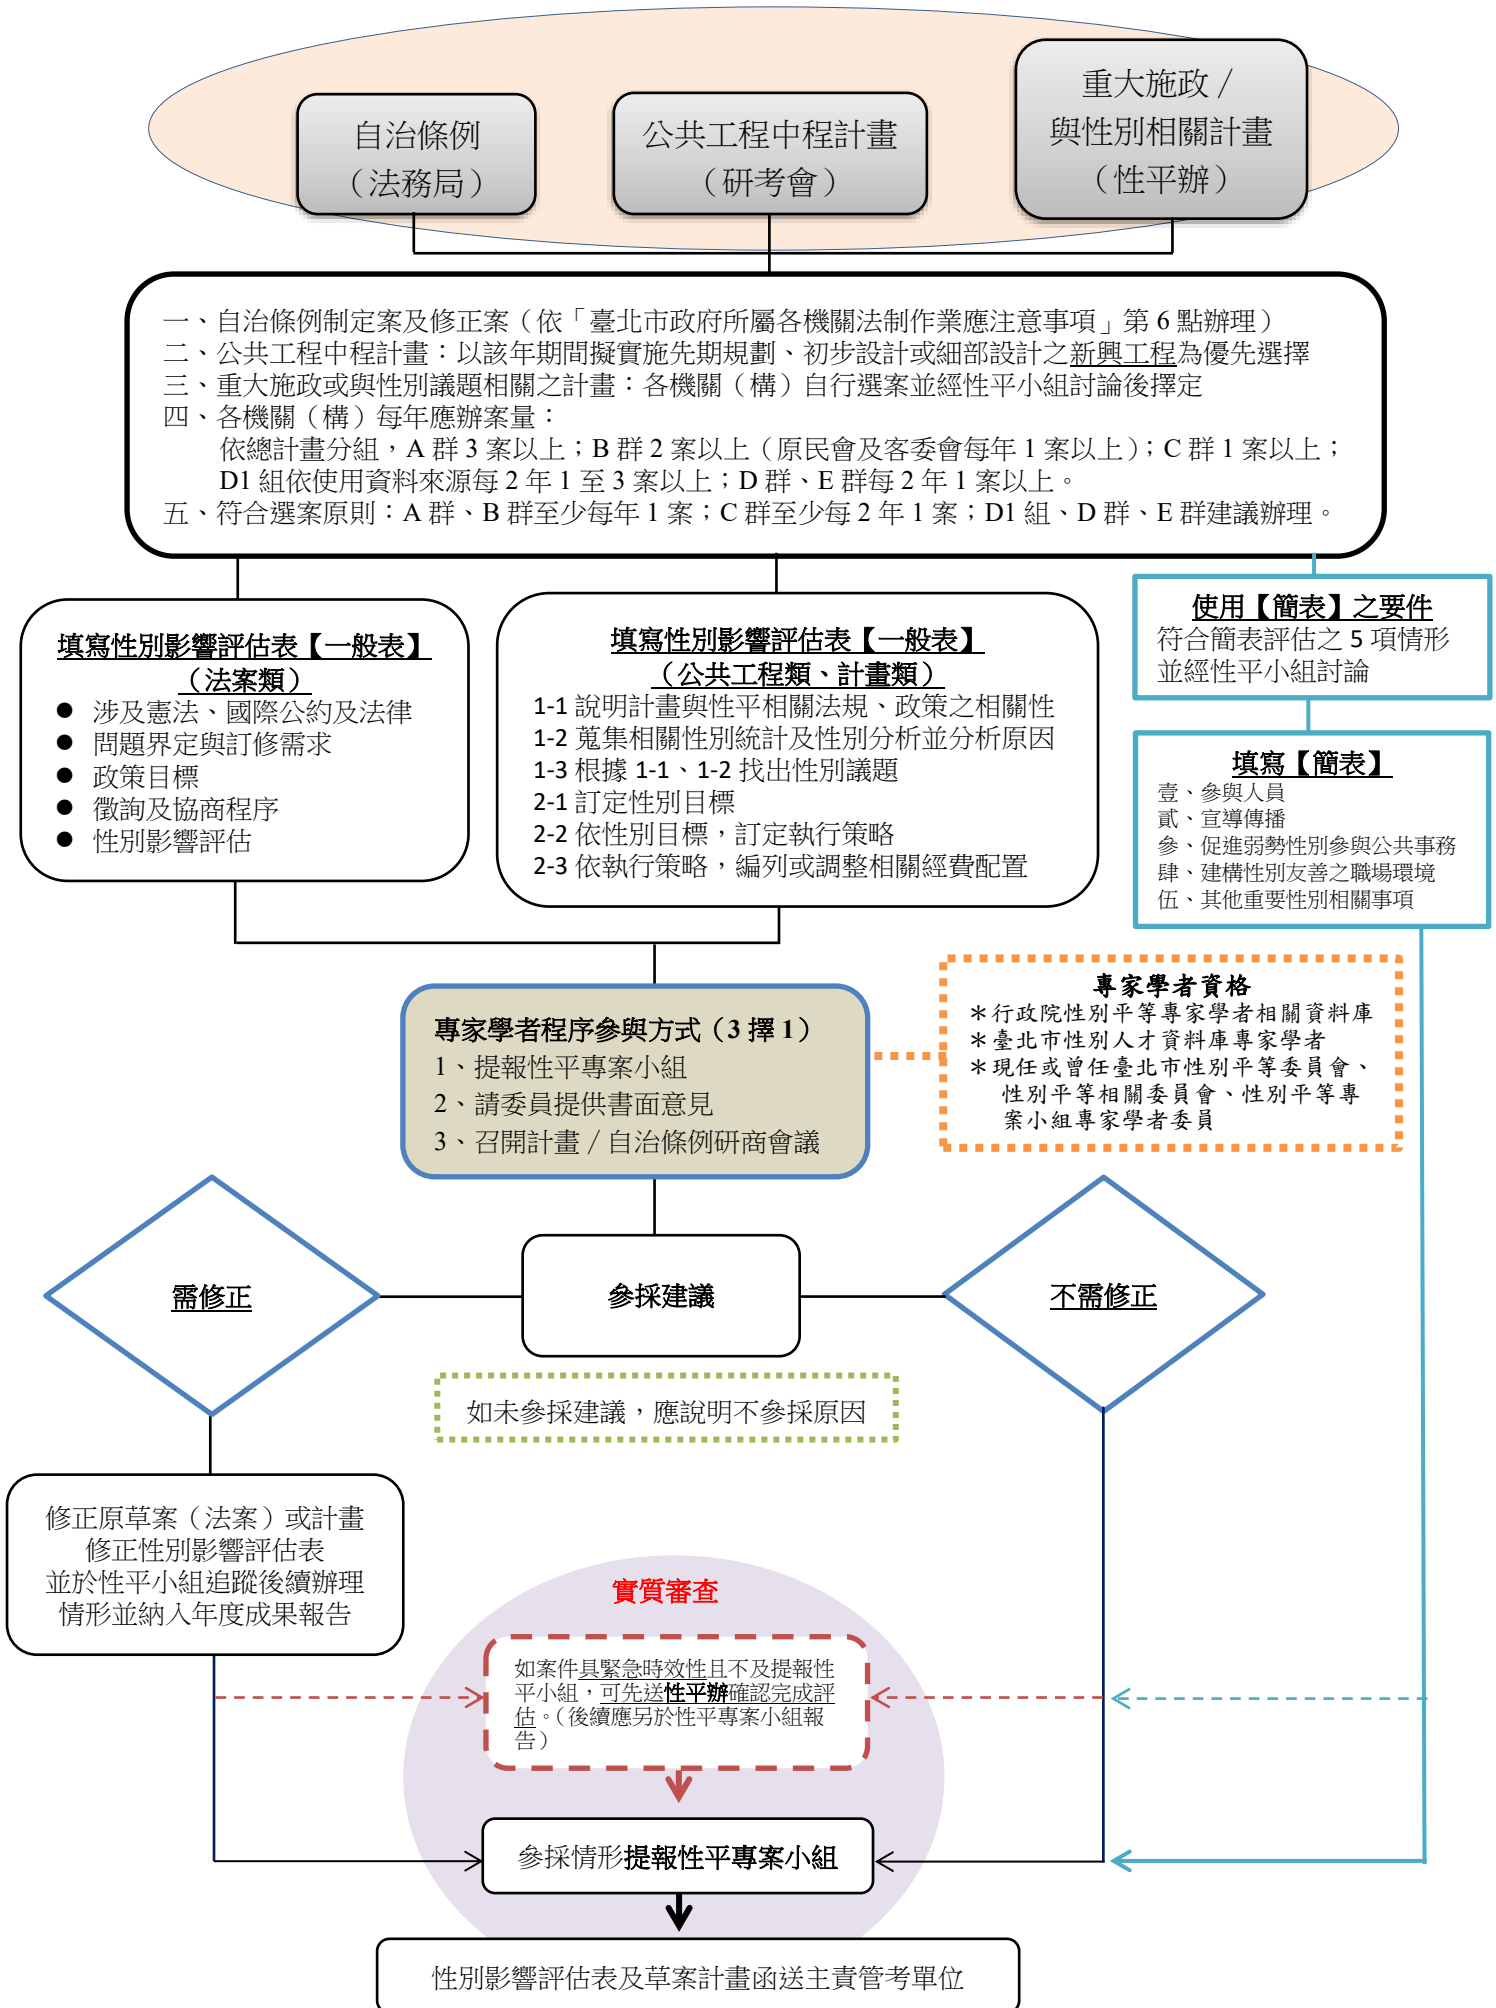 自治條例
（法務局）
公共工程中程計畫
（研考會）
重大施政／
與性別相關計畫
（性平辦）
一、自治條例制定案及修正案（依「臺北市政府所屬各機關法制作業應注意事項」第 6 點辦理）
二、公共工程中程計畫：以該年期間擬實施先期規劃、初步設計或細部設計之新興工程為優先選擇
三、重大施政或與性別議題相關之計畫：各機關（構）自行選案並經性平小組討論後擇定
四、各機關（構）每年應辦案量：
依總計畫分組，A 群 3 案以上；B 群 2 案以上（原民會及客委會每年 1 案以上）；C 群 1 案以上；
D1 組依使用資料來源每 2 年 1 至 3 案以上；D 群、E 群每 2 年 1 案以上。
五、符合選案原則：A 群、B 群至少每年 1 案；C 群至少每 2 年 1 案；D1 組、D 群、E 群建議辦理。
填寫性別影響評估表【一般表】
（法案類）
● 涉及憲法、國際公約及法律
● 問題界定與訂修需求
● 政策目標
● 徵詢及協商程序
● 性別影響評估
填寫性別影響評估表【一般表】
（公共工程類、計畫類）
1-1 說明計畫與性平相關法規、政策之相關性
1-2 蒐集相關性別統計及性別分析並分析原因
1-3 根據 1-1、1-2 找出性別議題
2-1 訂定性別目標
2-2 依性別目標，訂定執行策略
2-3 依執行策略，編列或調整相關經費配置
使用【簡表】之要件
符合簡表評估之 5 項情形
並經性平小組討論
填寫【簡表】
壹、參與人員
貳、宣導傳播
參、促進弱勢性別參與公共事務
肆、建構性別友善之職場環境
伍、其他重要性別相關事項
專家學者程序參與方式（3 擇 1）
1、提報性平專案小組
2、請委員提供書面意見
3、召開計畫／自治條例研商會議
專家學者資格
＊行政院性別平等專家學者相關資料庫
＊臺北市性別人才資料庫專家學者
＊現任或曾任臺北市性別平等委員會、
性別平等相關委員會、性別平等專
案小組專家學者委員
需修正
參採建議
不需修正
如未參採建議，應說明不參採原因
修正原草案（法案）或計畫
修正性別影響評估表
並於性平小組追蹤後續辦理
情形並納入年度成果報告
實質審查
如案件具緊急時效性且不及提報性
平小組，可先送性平辦確認完成評
估。（後續應另於性平專案小組報
告）
參採情形提報性平專案小組
性別影響評估表及草案計畫函送主責管考單位